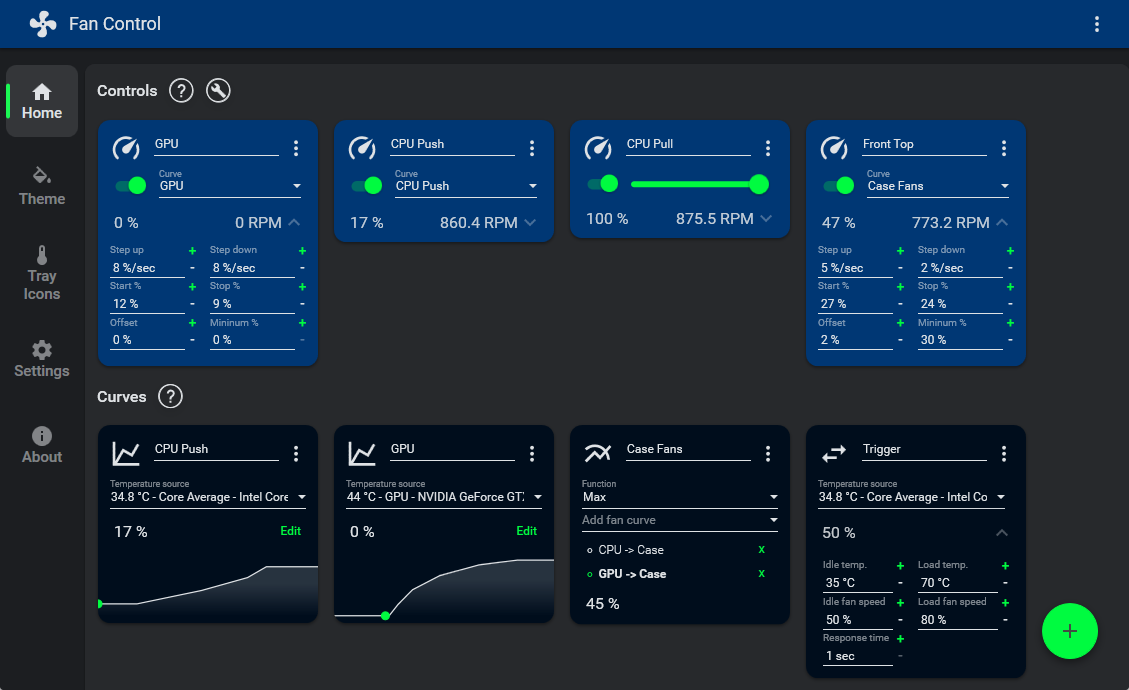 Fan Control
Home
Theme
Tray
Icons
Settings
About
Controls ?
GPU
Curve
GPU
0 % 0 RPM
Step up + Step down +
8 %/sec - 8 %/sec -
Start % + Stop % +
12 % - 9 % -
Offset + Mininum % +
0 % - 0 % -
CPU Push
Curve
CPU Push
17 % 860.4 RPM
CPU Pull
100 % 875.5 RPM
Front Top
Curve
Case Fans
47 % 773.2 RPM
Step up + Step down +
5 %/sec - 2 %/sec -
Start % + Stop % +
27 % - 24 % -
Offset + Mininum % +
2 % - 30 % -
Curves ?
CPU Push
Temperature source
34.8 °C - Core Average - Intel Core
17 % Edit
GPU
Temperature source
44 °C - GPU - NVIDIA GeForce GTX
0 % Edit
Case Fans
Function
Max
Add fan curve
CPU -> Case x
GPU -> Case x
45 %
Trigger
Temperature source
34.8 °C - Core Average - Intel Co
50 %
Idle temp. + Load temp. +
35 °C - 70 °C -
Idle fan speed + Load fan speed +
50 % - 80 % -
Response time +
1 sec -
+